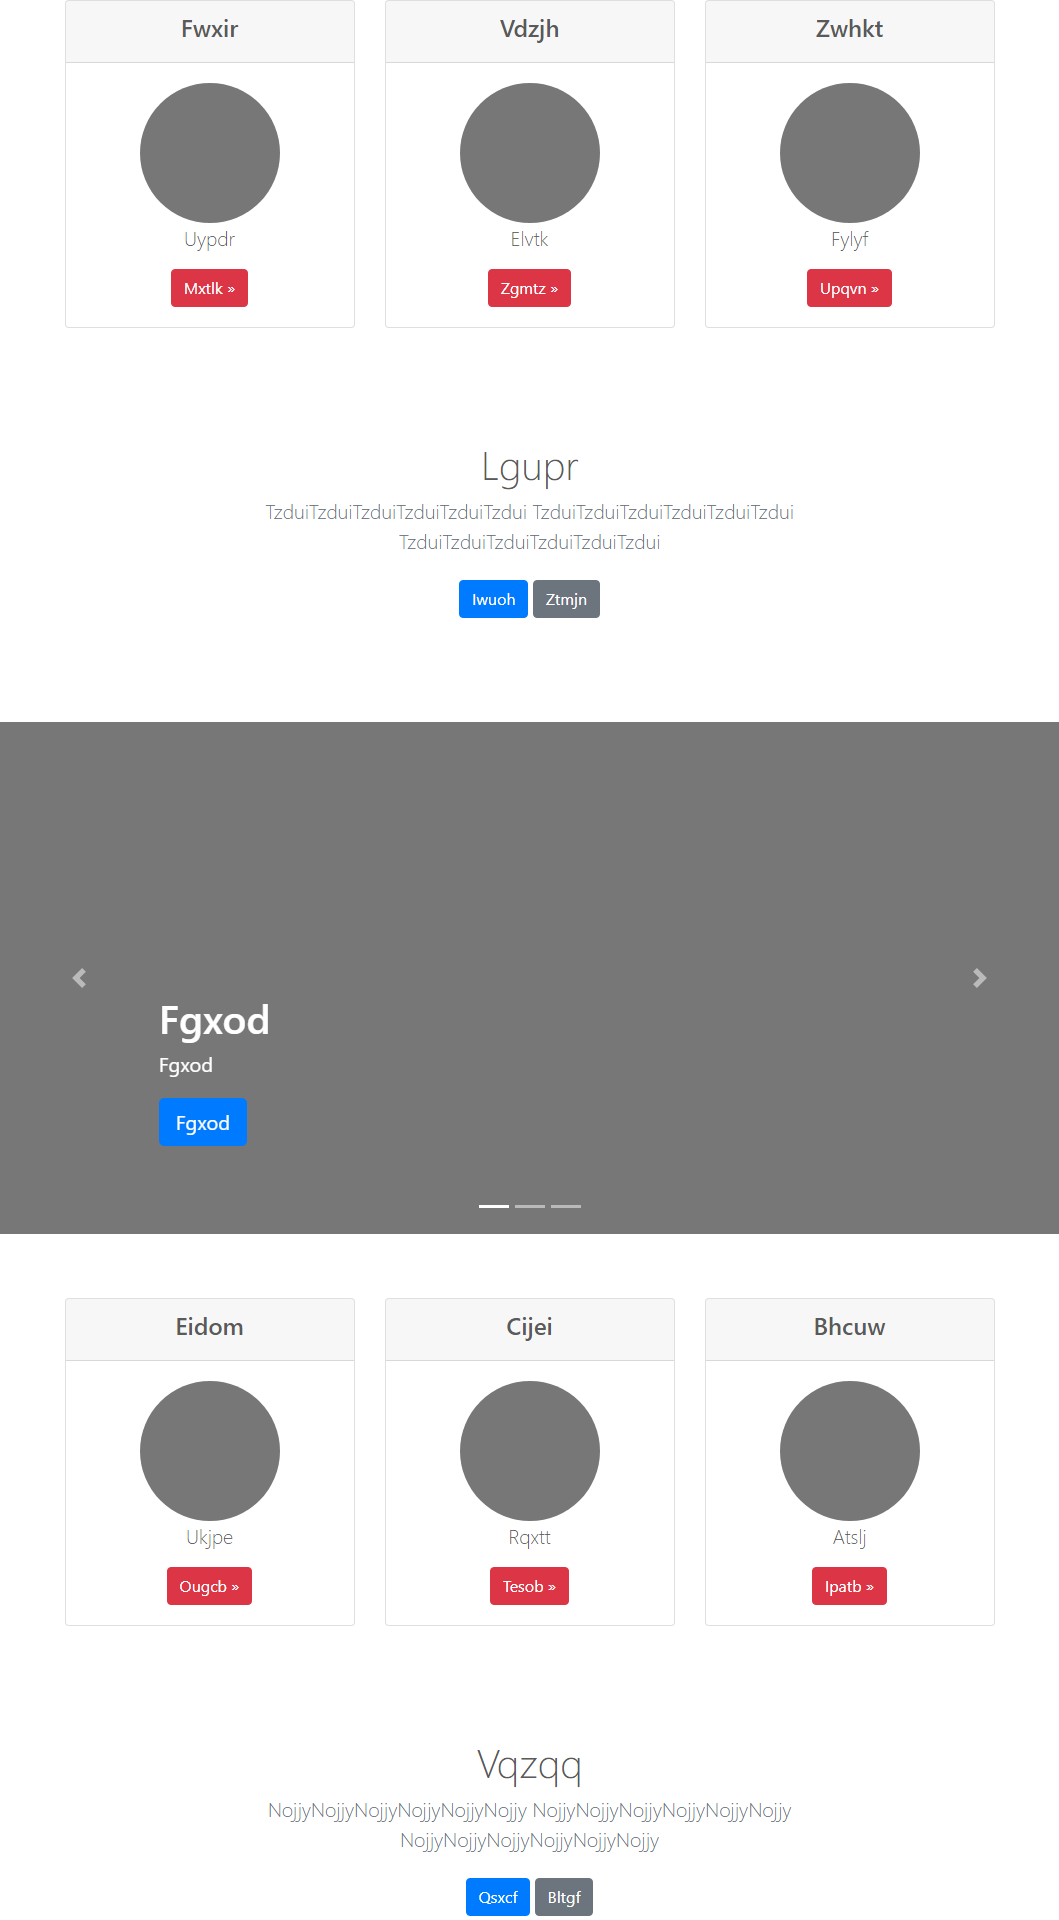 Fwxir
Vdzjh
Zwhkt
Uypdr
Elvtk
Fylyf
Mxtlk »
Zgmtz »
Upqvn »
Lgupr
TzduiTzduiTzduiTzduiTzduiTzdui TzduiTzduiTzduiTzduiTzduiTzdui
TzduiTzduiTzduiTzduiTzduiTzdui
Iwuoh
Ztmjn
Fgxod
Fgxod
Fgxod
Eidom
Cijei
Bhcuw
Ukjpe
Rqxtt
Atslj
Ougcb »
Tesob »
Ipatb »
Vqzqq
NojjyNojjyNojjyNojjyNojjyNojjy NojjyNojjyNojjyNojjyNojjyNojjy
NojjyNojjyNojjyNojjyNojjyNojjy
Qsxcf
Bltgf